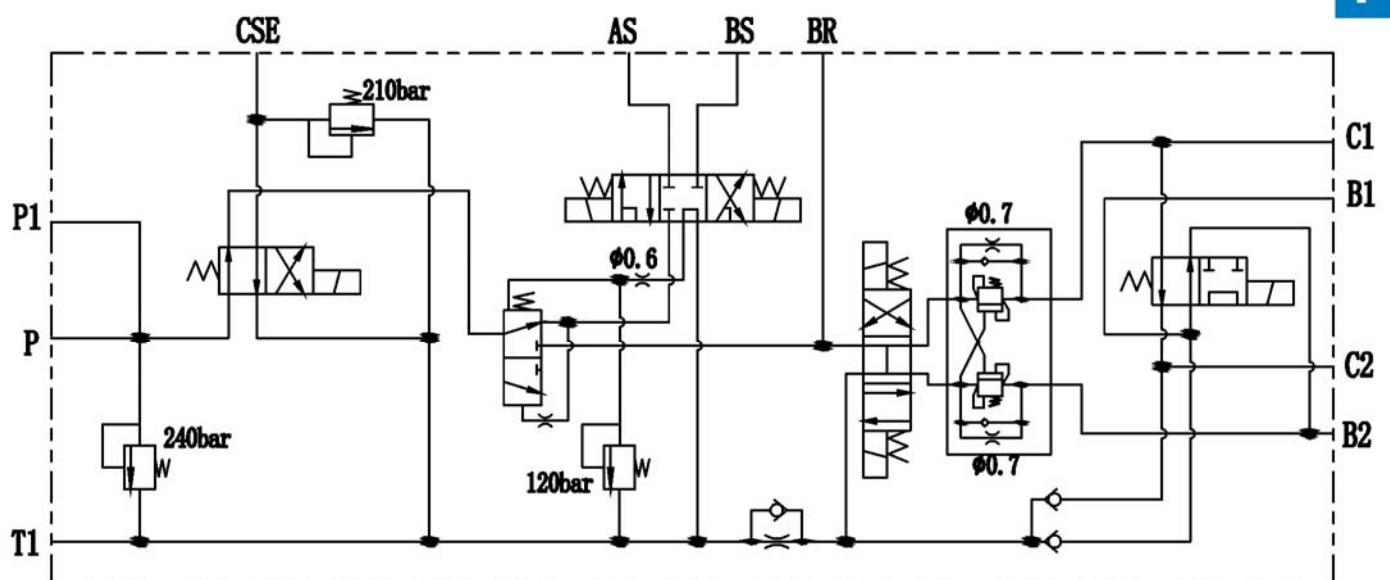 CSE
AS
BS
BR
210bar
C1
P1
B1
ϕ0.7
ϕ0.6
P
C2
240bar
B2
120bar
ϕ0.7
T1